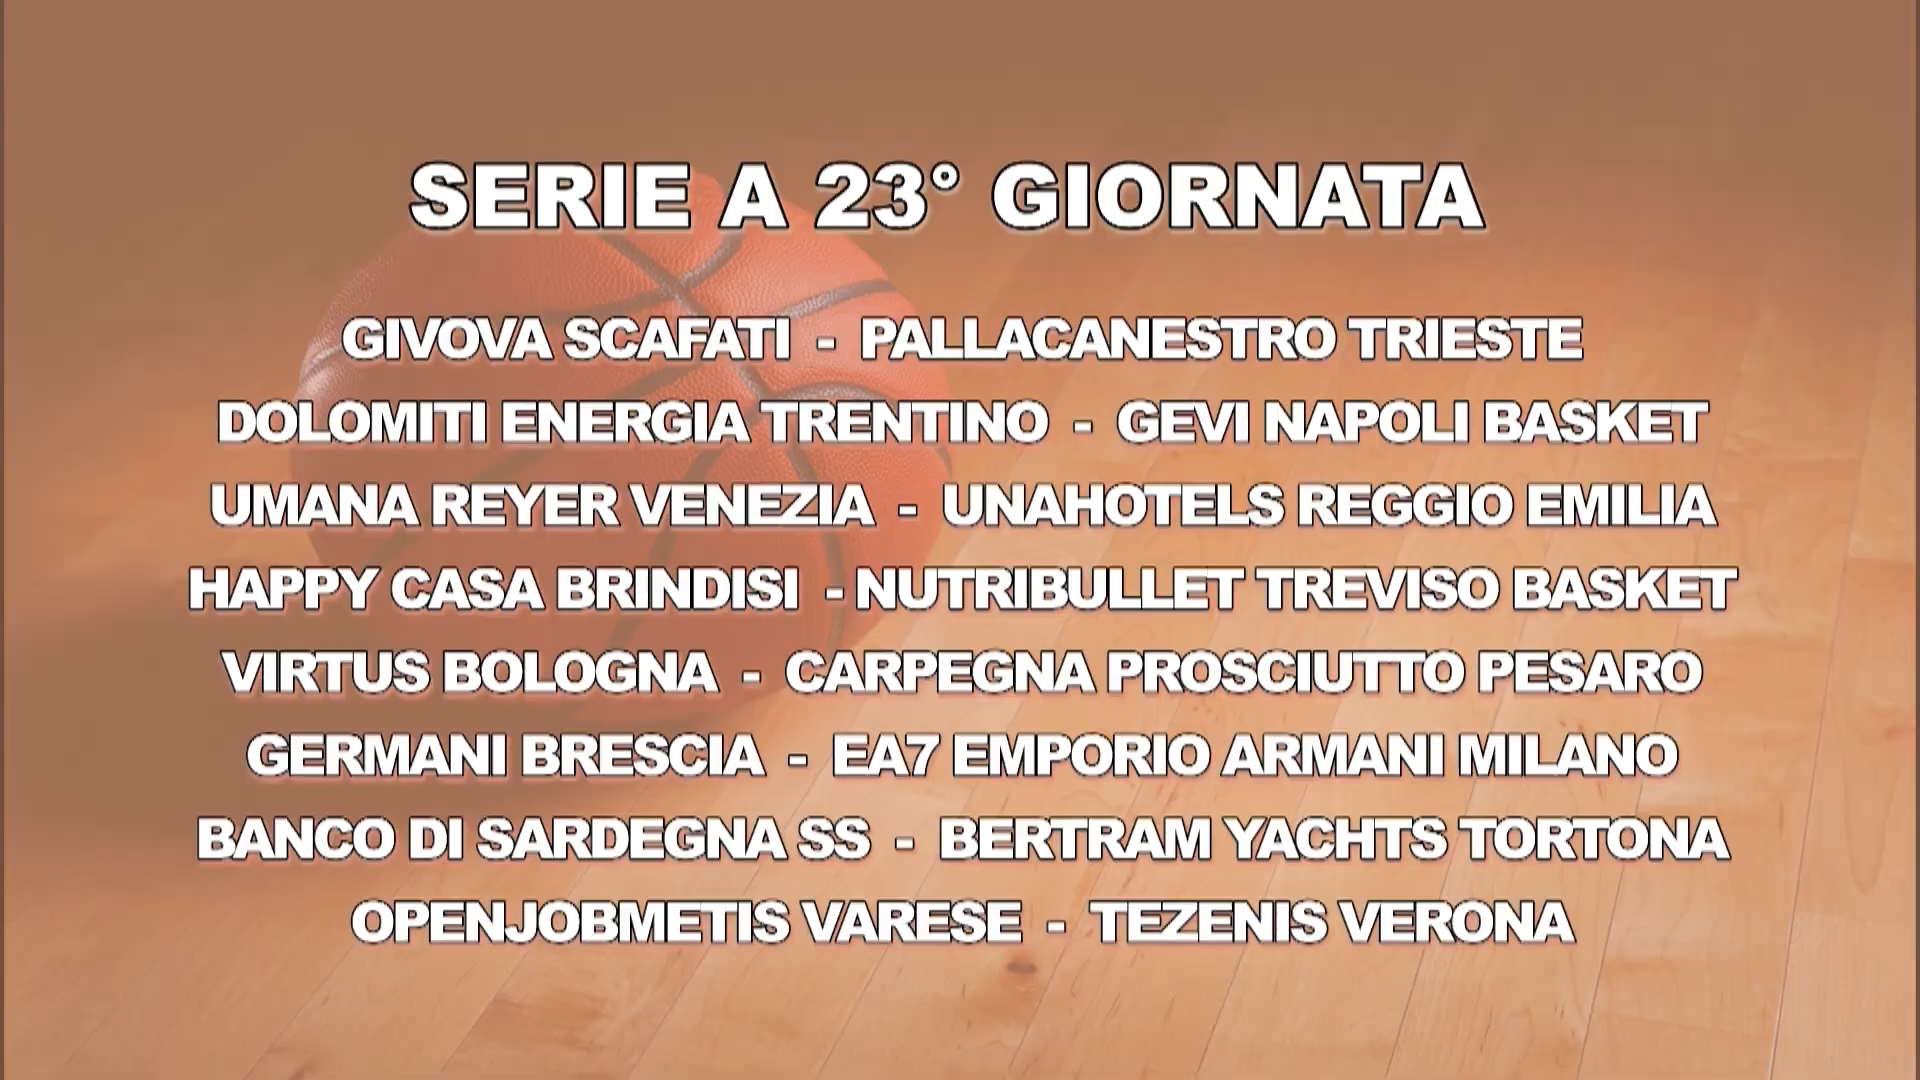 SERIE A 23° GIORNATA
GIVOVA SCAFATI - PALLACANESTRO TRIESTE
DOLOMITI ENERGIA TRENTINO - GEVI NAPOLI BASKET
UMANA REYER VENEZIA - UNAHOTELS REGGIO EMILIA
HAPPY CASA BRINDISI - NUTRIBULLET TREVISO BASKET
VIRTUS BOLOGNA - CARPEGNA PROSCIUTTO PESARO
GERMANI BRESCIA - EA7 EMPORIO ARMANI MILANO
BANCO DI SARDEGNA SS - BERTRAM YACHTS TORTONA
OPENJOBMETIS VARESE - TEZENIS VERONA